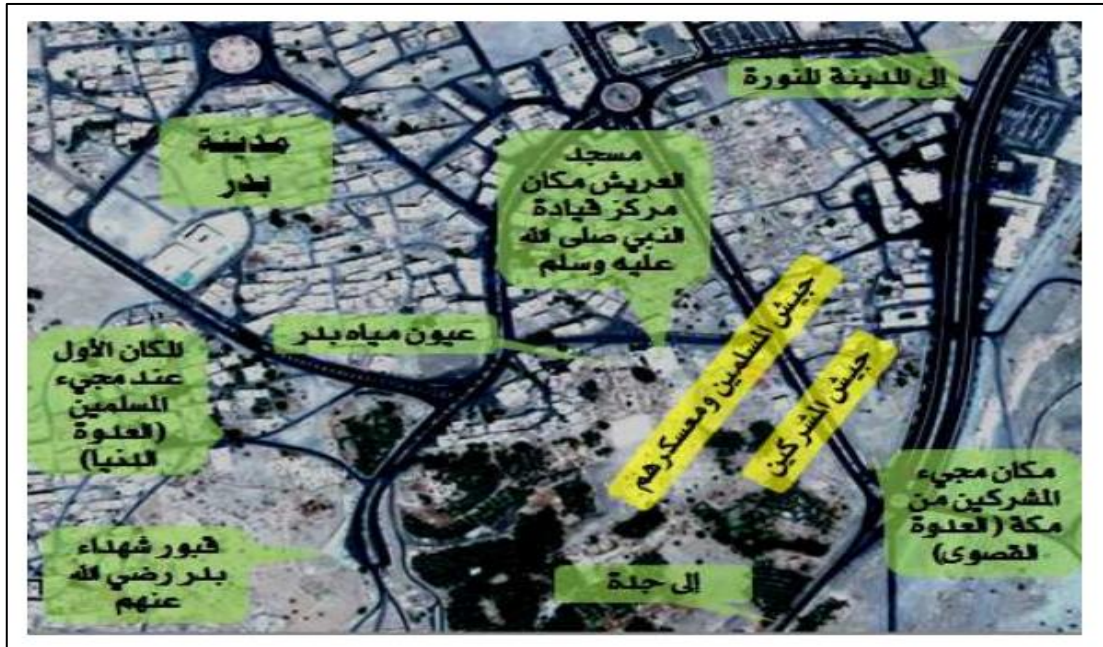 إلى المدينة المنورة
مدينة
بدر
مسجد
العريش مكان
مركز قيادة
النبي صلى الله
عليه وسلم
جيش المسلمين ومعسكرهم
جيش المشركين
عيون مياه بدر
المكان الأول
عند مجيء
المسلمين
(العدوة
الدنيا)
مكان مجيء
المشركين من
مكة (العدوة
القصوى)
قبور شهداء
بدر رضي الله
عنهم
إلى جدة